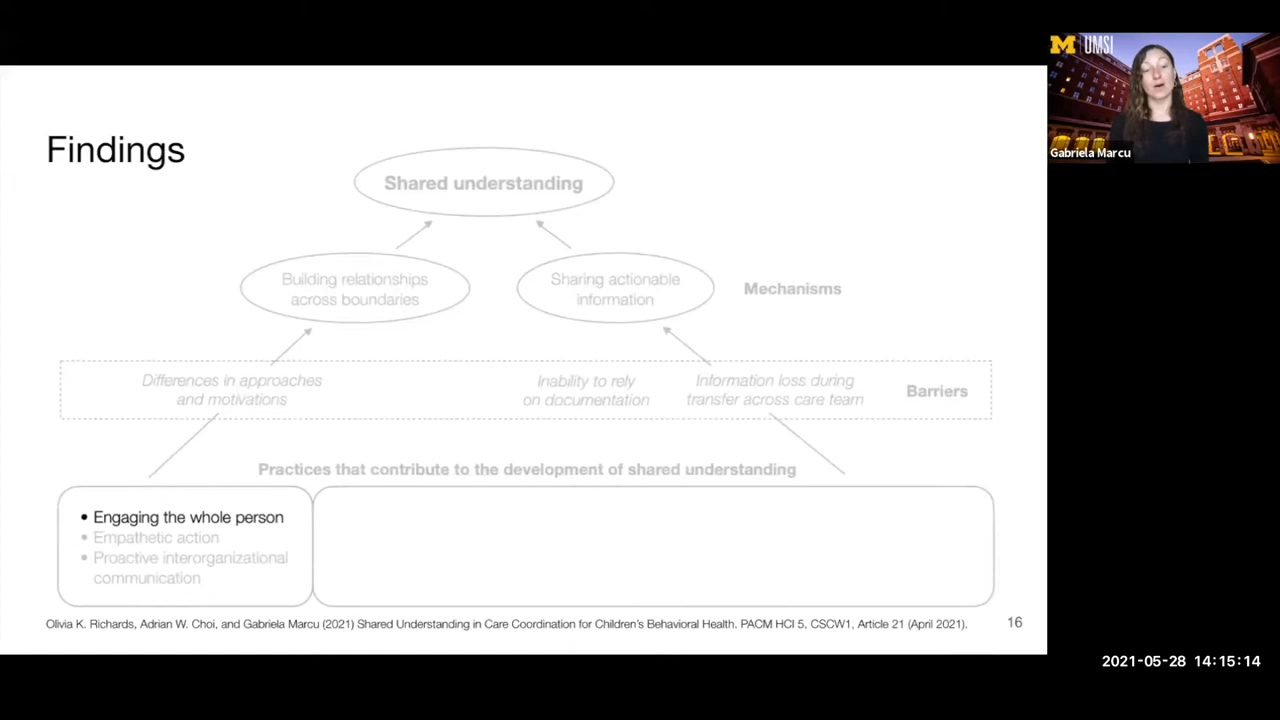 M | UMSI
Gabriela Marcu
Findings
Shared understanding
Building relationships
across boundaries
Sharing actionable
information
Mechanisms
Differences in approaches
and motivations
Inability to rely
on documentation
Information loss during
transfer across care team
Barriers
Practices that contribute to the development of shared understanding
• Engaging the whole person
• Empathetic action
• Proactive interorganizational
communication
Olivia K. Richards, Adrian W. Choi, and Gabriela Marcu (2021) Shared Understanding in Care Coordination for Children's Behavioral Health. PACM HCI 5, CSCW1, Article 21 (April 2021).
16
2021-05-28 14:15:14